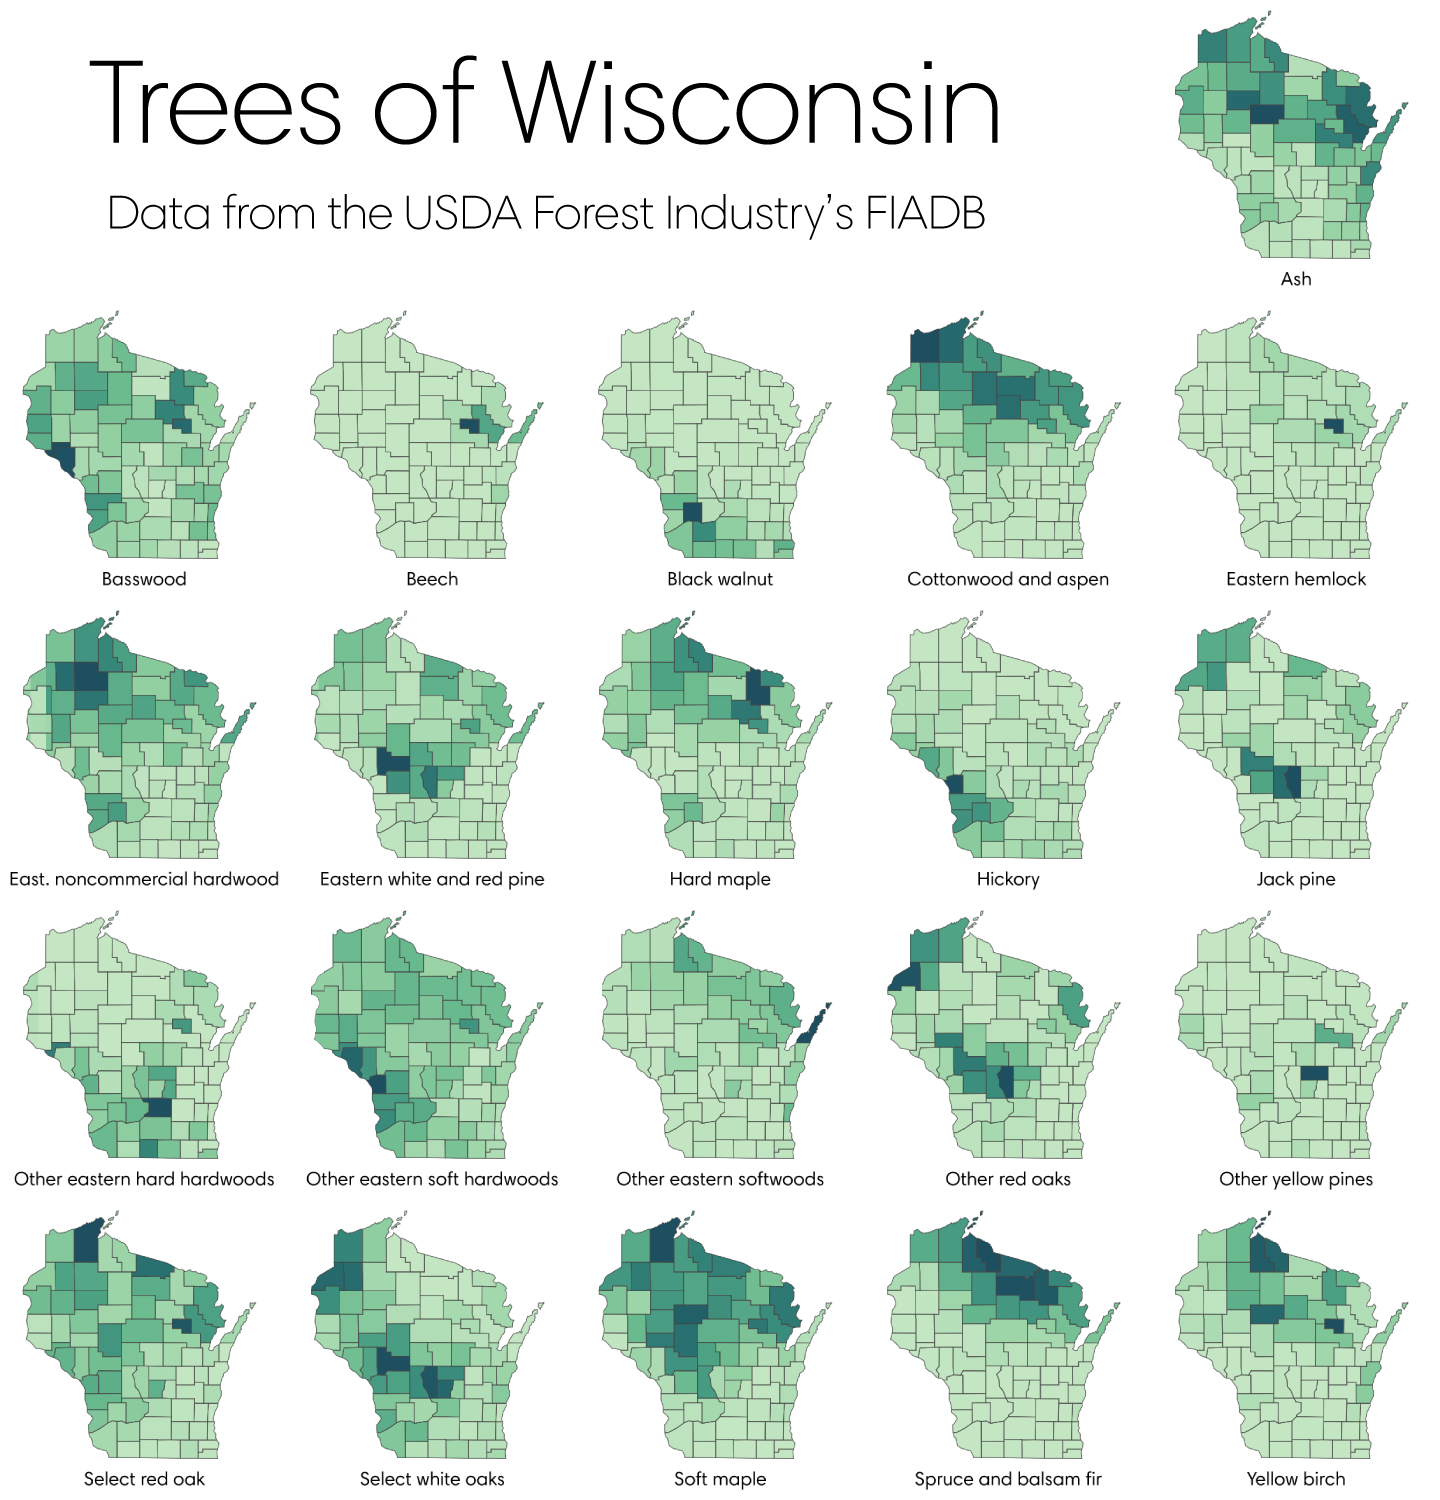 Trees of Wisconsin
Data from the USDA Forest Industry's FIADB
Ash
Basswood
Beech
Black walnut
Cottonwood and aspen
Eastern hemlock
East. noncommercial hardwood
Eastern white and red pine
Hard maple
Hickory
Jack pine
Other eastern hard hardwoods
Other eastern soft hardwoods
Other eastern softwoods
Other red oaks
Other yellow pines
Select red oak
Select white oaks
Soft maple
Spruce and balsam fir
Yellow birch